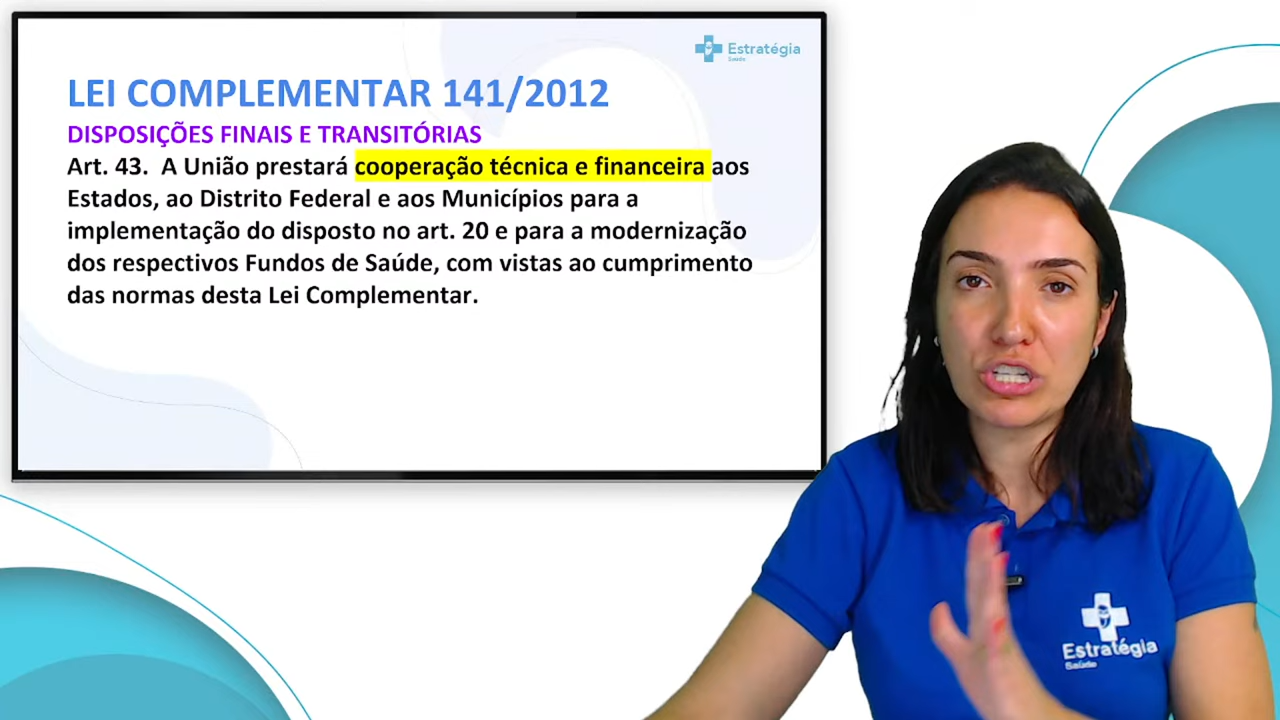 Estratégia
Saúde
LEI COMPLEMENTAR 141/2012
DISPOSIÇÕES FINAIS E TRANSITÓRIAS
Art. 43.  A União prestará cooperação técnica e financeira aos
Estados, ao Distrito Federal e aos Municípios para a
implementação do disposto no art. 20 e para a modernização
dos respectivos Fundos de Saúde, com vistas ao cumprimento
das normas desta Lei Complementar.
Estratégia
Saúde